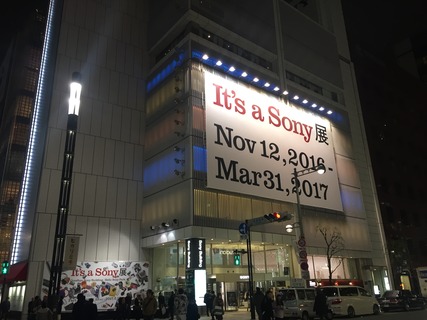 It's a Sony展
Nov 12, 2016-
Mar 31, 2017
It's a Sony展